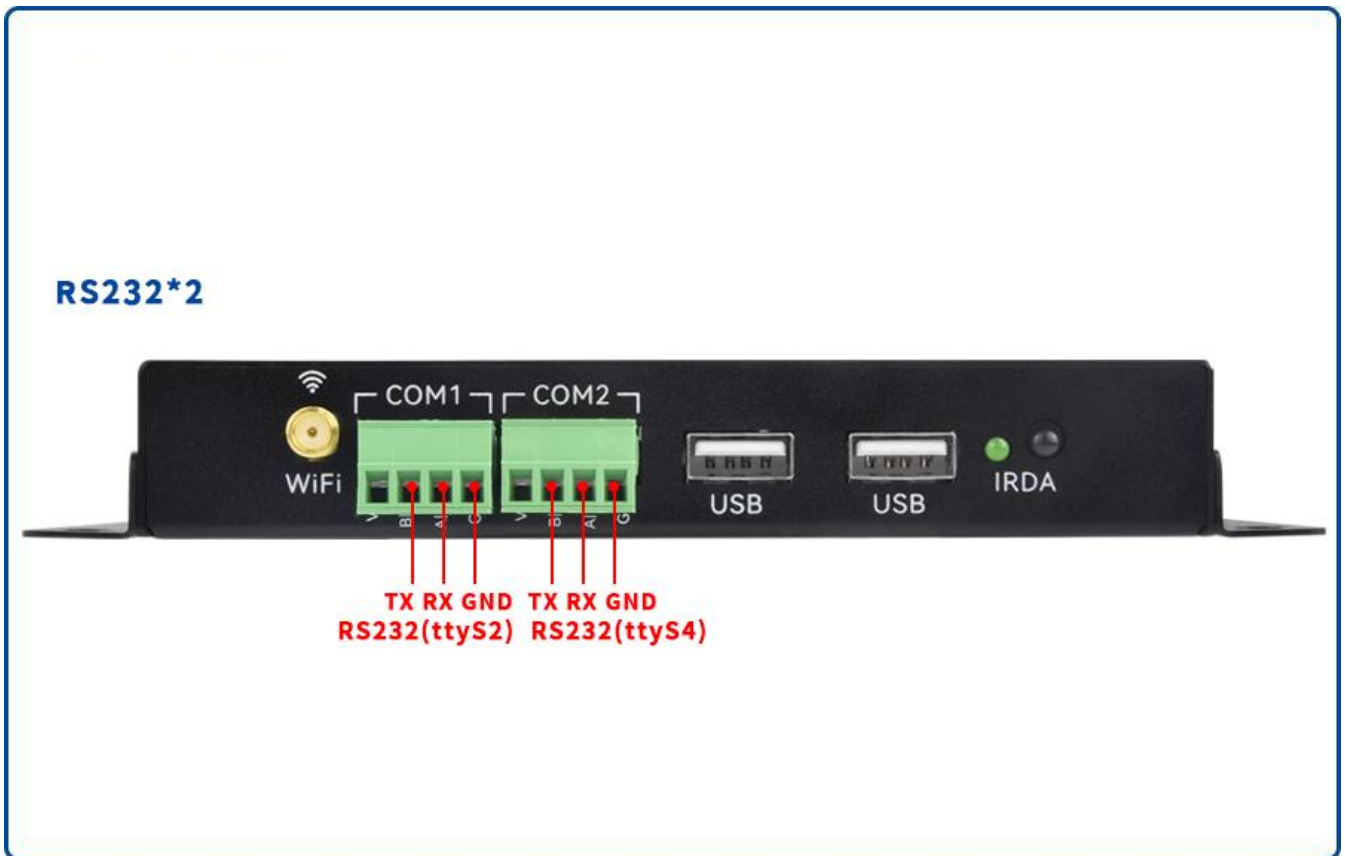 RS232*2
COM1
COM2
WiFi
USB
USB
IRDA
V
B
A
G
V
B
A
G
TX RX GND TX RX GND
RS232(ttyS2) RS232(ttyS4)